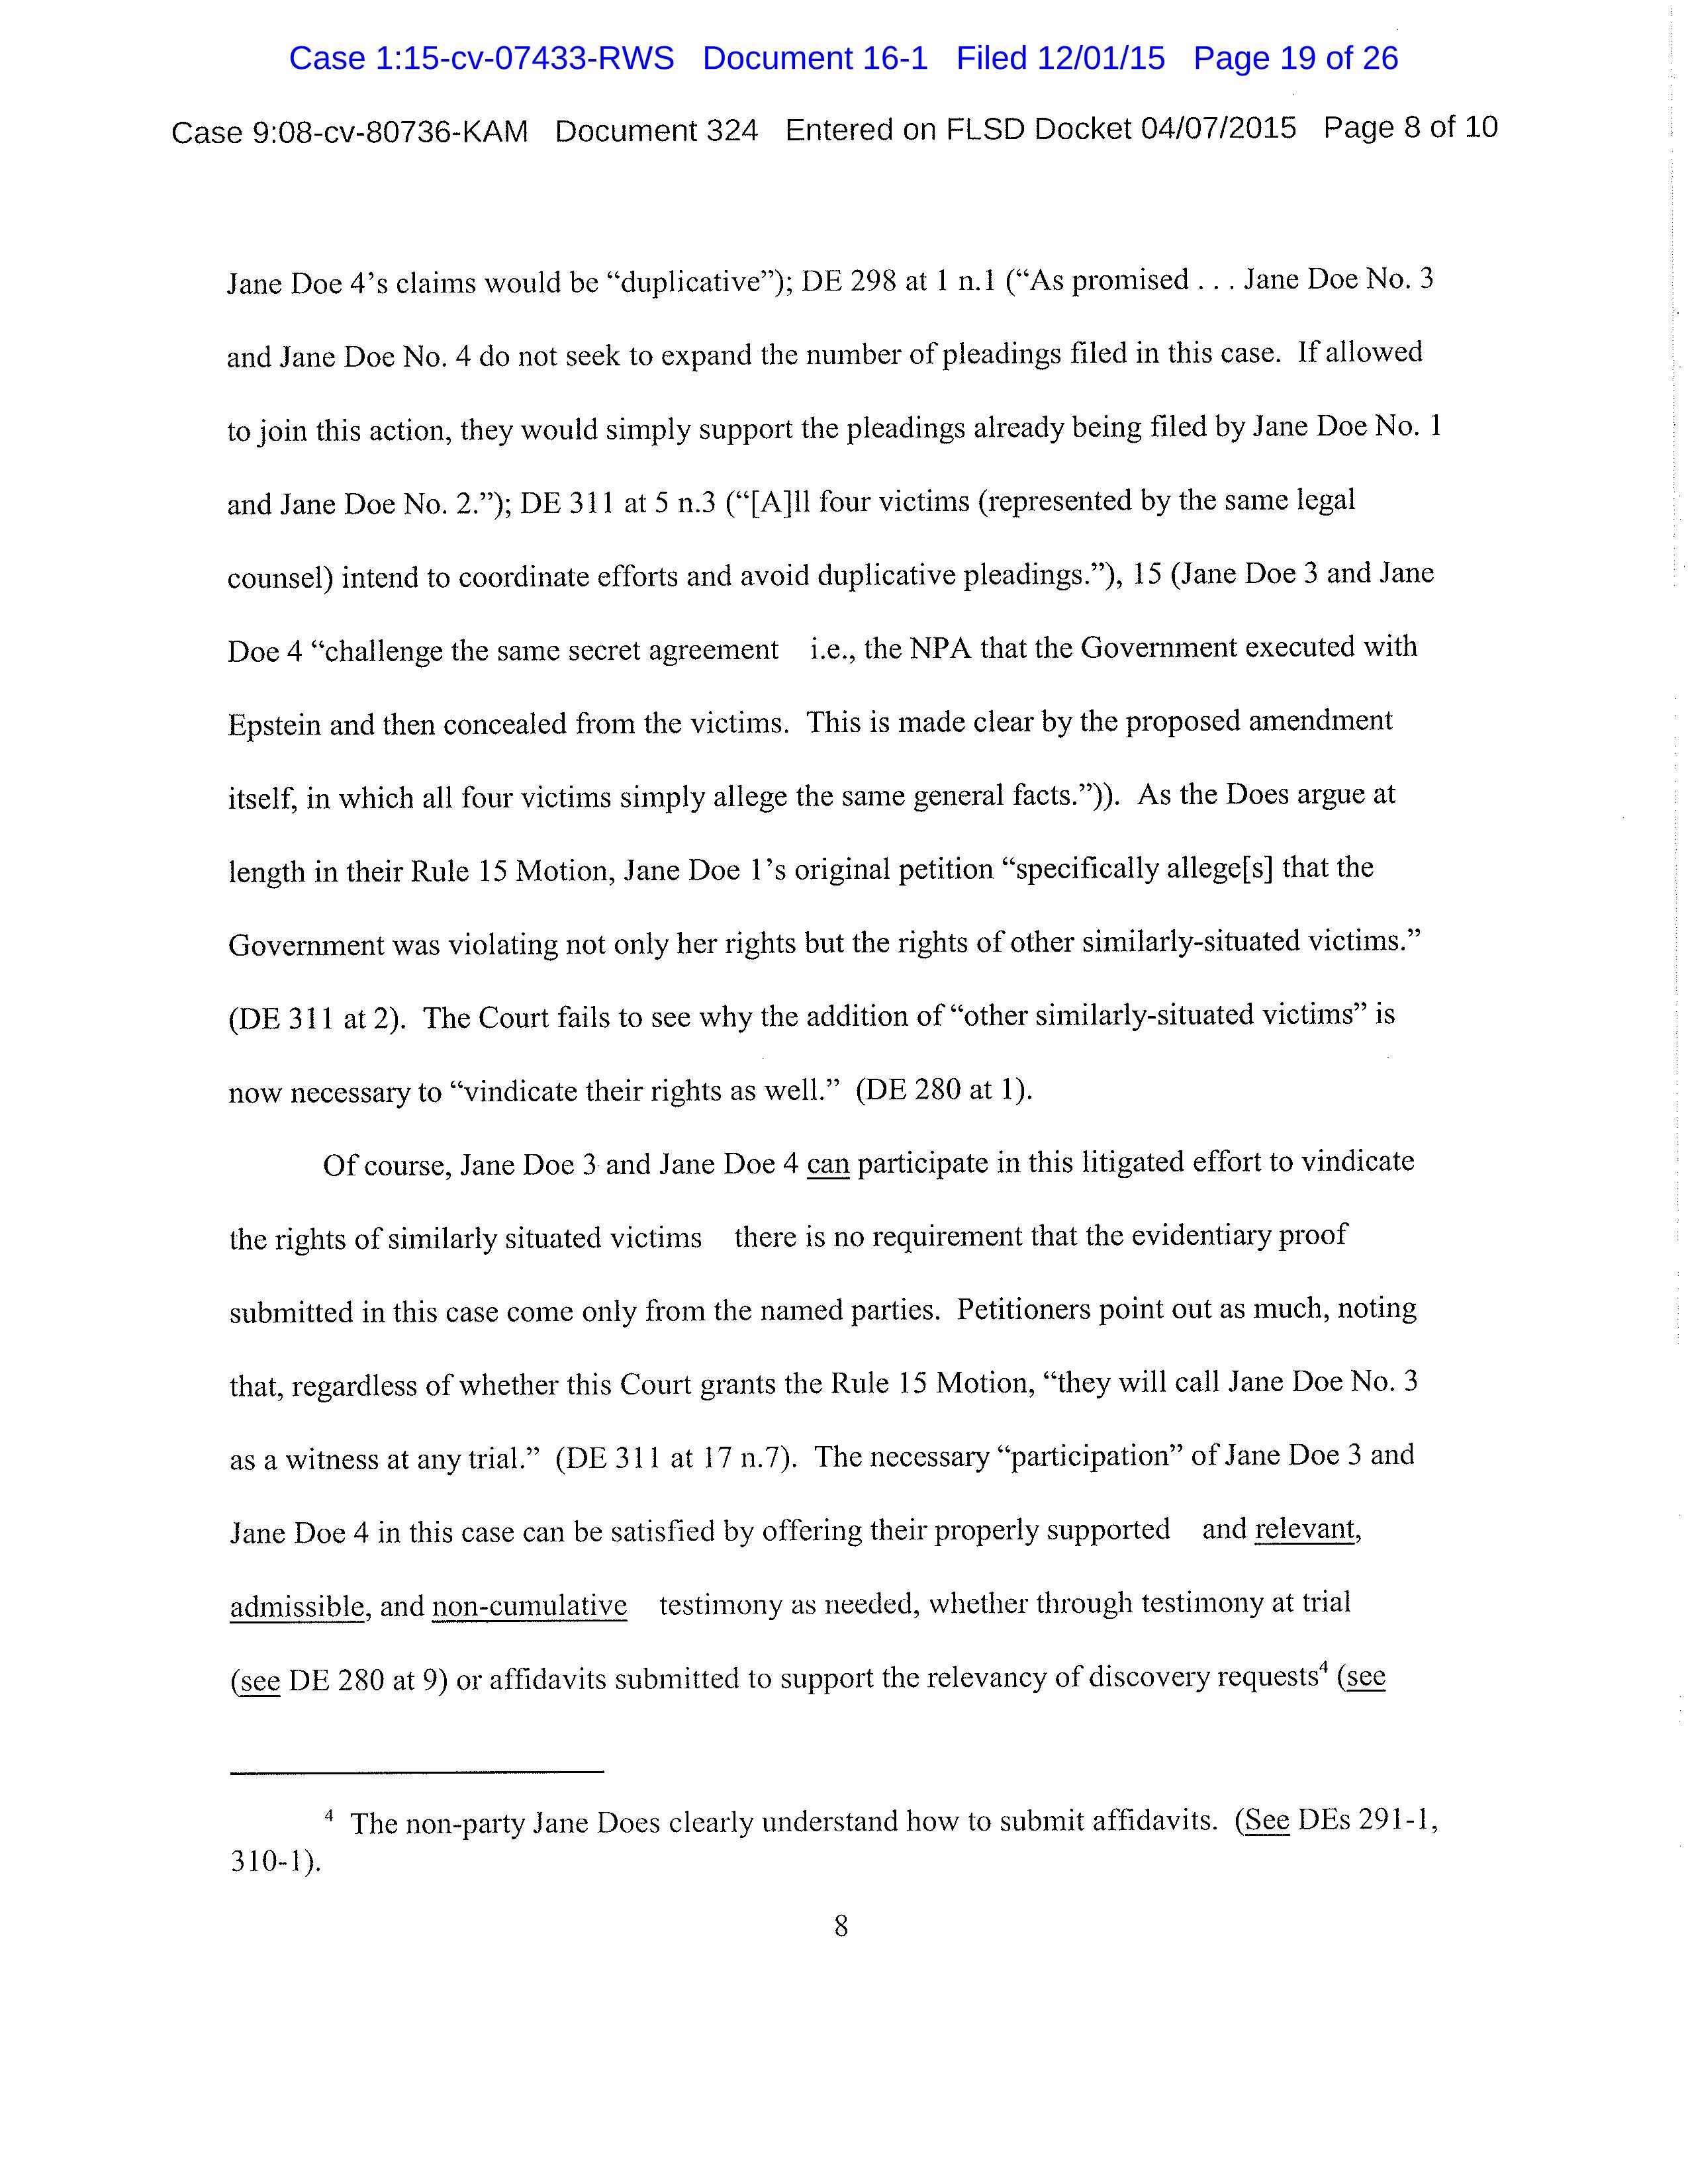 Case 1:15-cv-07433-RWS Document 16-1 Filed 12/01/15 Page 19 of 26
Case 9:08-cv-80736-KAM Document 324 Entered on FLSD Docket 04/07/2015 Page 8 of 10
Jane Doe 4’s claims would be “duplicative”); DE 298 at 1 n.1 (“As promised . . . Jane Doe No. 3
and Jane Doe No. 4 do not seek to expand the number of pleadings filed in this case. If allowed
to join this action, they would simply support the pleadings already being filed by Jane Doe No. 1
and Jane Doe No. 2.”); DE 311 at 5 n.3 (“[A]ll four victims (represented by the same legal
counsel) intend to coordinate efforts and avoid duplicative pleadings.”), 15 (Jane Doe 3 and Jane
Doe 4 “challenge the same secret agreement i.e., the NPA that the Government executed with
Epstein and then concealed from the victims. This is made clear by the proposed amendment
itself, in which all four victims simply allege the same general facts.”)). As the Does argue at
length in their Rule 15 Motion, Jane Doe 1’s original petition “specifically allege[s] that the
Government was violating not only her rights but the rights of other similarly-situated victims.”
(DE 311 at 2). The Court fails to see why the addition of “other similarly-situated victims” is
now necessary to “vindicate their rights as well.” (DE 280 at 1).
Of course, Jane Doe 3 and Jane Doe 4 can participate in this litigated effort to vindicate
the rights of similarly situated victims there is no requirement that the evidentiary proof
submitted in this case come only from the named parties. Petitioners point out as much, noting
that, regardless of whether this Court grants the Rule 15 Motion, “they will call Jane Doe No. 3
as a witness at any trial.” (DE 311 at 17 n.7). The necessary “participation” of Jane Doe 3 and
Jane Doe 4 in this case can be satisfied by offering their properly supported and relevant,
admissible, and non-cumulative testimony as needed, whether through testimony at trial
(see DE 280 at 9) or affidavits submitted to support the relevancy of discovery requests4 (see
4 The non-party Jane Does clearly understand how to submit affidavits. (See DEs 291-1,
310-1).
8